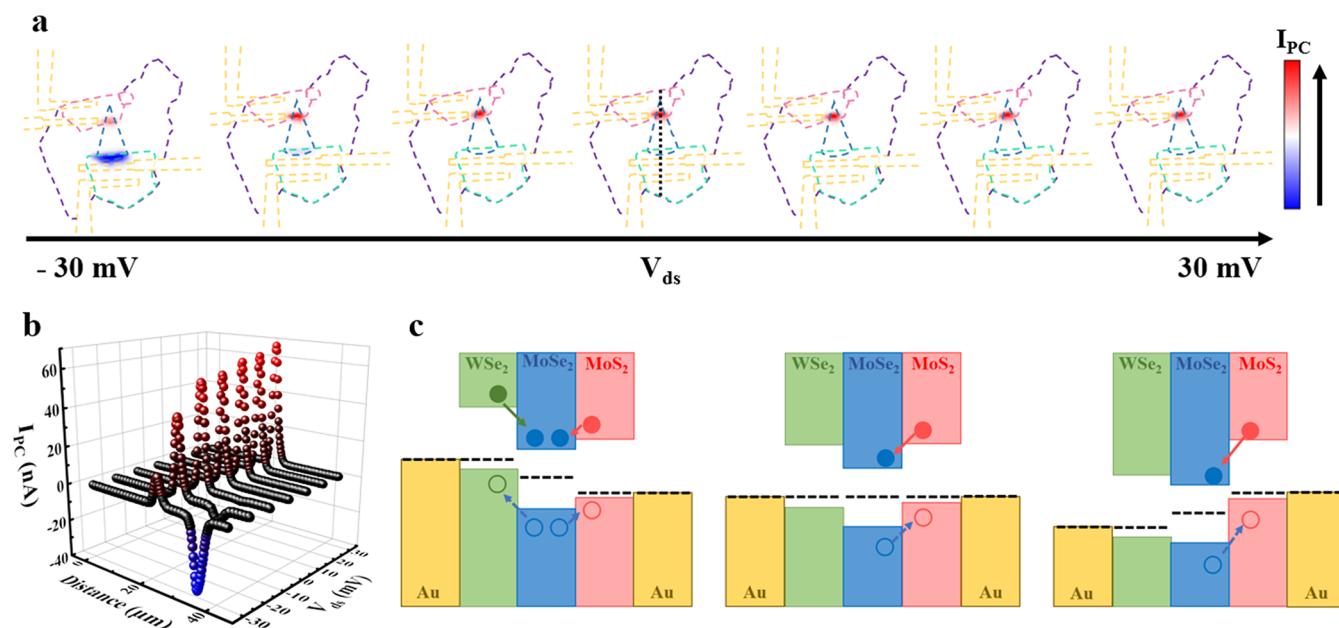 a
I_PC
- 30 mV
V_ds
30 mV
b
60
40
20
0
-20
-40
I_PC (nA)
0
20
40
Distance (μm)
-30
-20
-10
0
10
20
30
V_ds (mV)
c
WSe₂ MoSe₂ MoS₂
Au Au
WSe₂ MoSe₂ MoS₂
Au Au
WSe₂ MoSe₂ MoS₂
Au Au